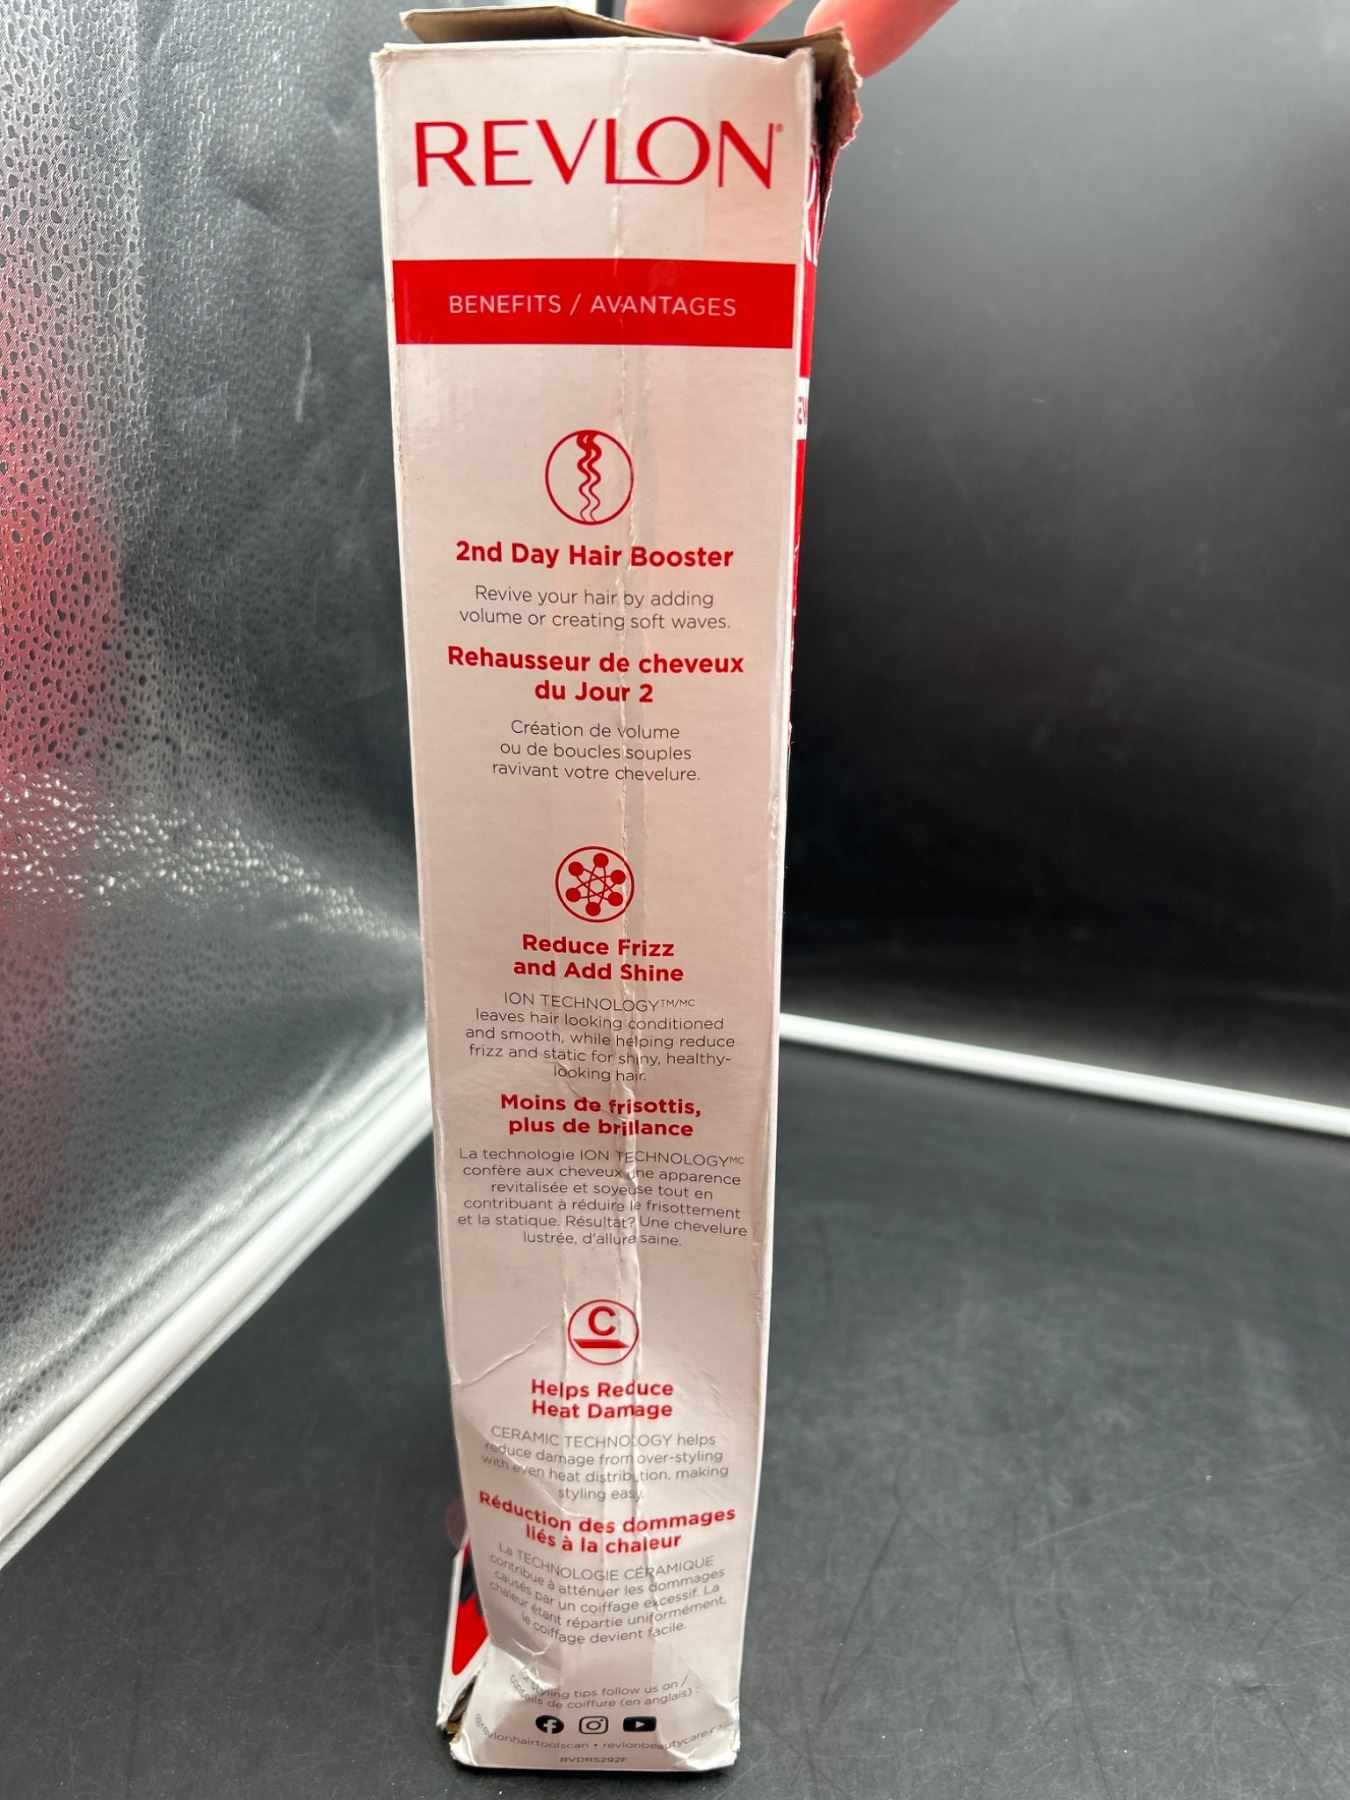 REVLON®
BENEFITS / AVANTAGES
2nd Day Hair Booster
Revive your hair by adding
volume or creating soft waves.
Rehausseur de cheveux
du Jour 2
Création de volume
ou de boucles souples
ravivant votre chevelure.
Reduce Frizz
and Add Shine
ION TECHNOLOGY™/MC
leaves hair looking conditioned
and smooth, while helping reduce
frizz and static for shiny, healthy-
looking hair.
Moins de frisottis,
plus de brillance
La technologie ION TECHNOLOGYMC
confère aux cheveux une apparence
revitalisée et soyeuse tout en
contribuant à réduire le frisottement
et la statique. Résultat? Une chevelure
lustrée, d'allure saine.
C
Helps Reduce
Heat Damage
CERAMIC TECHNOLOGY helps
reduce damage from over-styling
with even heat distribution, making
styling easy.
Réduction des dommages
liés à la chaleur
La TECHNOLOGIE CÉRAMIQUE
contribue à atténuer les dommages
causés par un coiffage excessif. La
chaleur étant répartie uniformément,
le coiffage devient facile.
styling tips follow us on /
conseils de coiffure (en anglais) :
@revlonhairtoolscan • revlonbeautycare.c
RVDR5292F